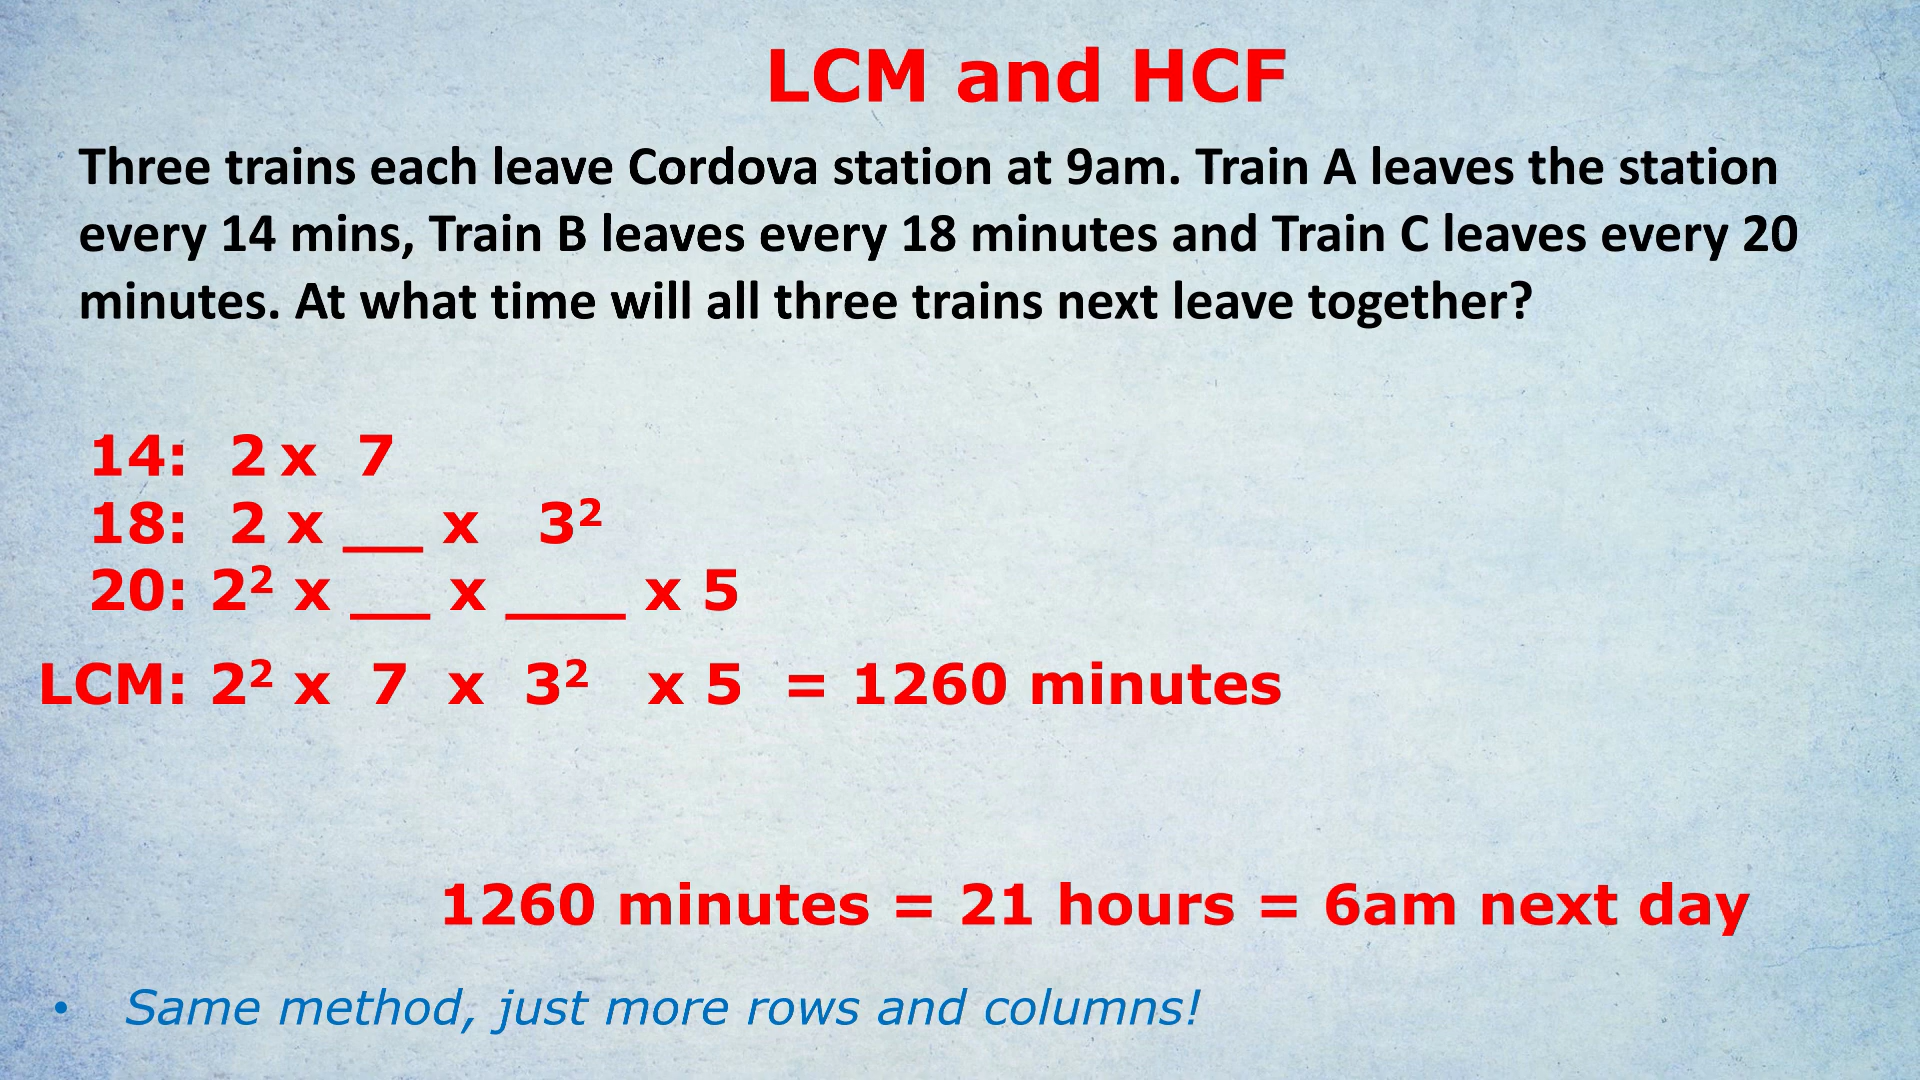 LCM and HCF
Three trains each leave Cordova station at 9am. Train A leaves the station
every 14 mins, Train B leaves every 18 minutes and Train C leaves every 20
minutes. At what time will all three trains next leave together?
14: 2 x 7
18: 2 x __ x 3²
20: 2² x __ x ___ x 5
LCM: 2² x 7 x 3² x 5 = 1260 minutes
1260 minutes = 21 hours = 6am next day
• Same method, just more rows and columns!